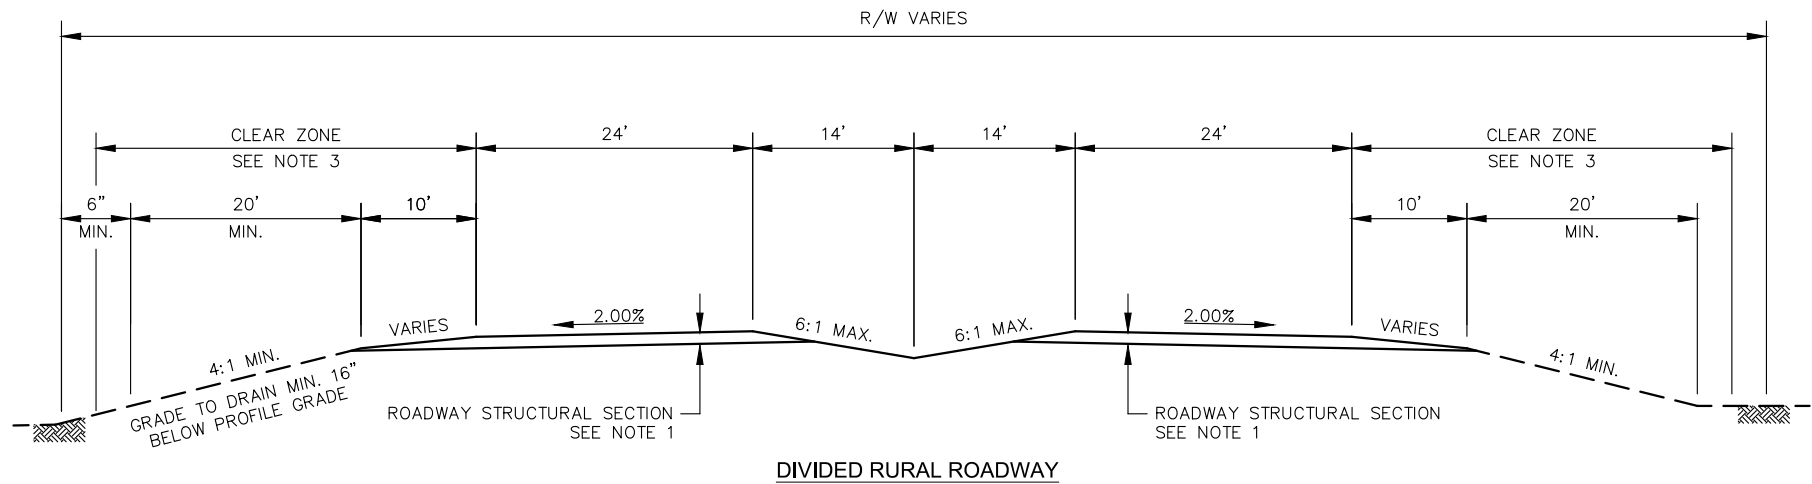 R/W VARIES
CLEAR ZONE
SEE NOTE 3
24'
14'
14'
24'
CLEAR ZONE
SEE NOTE 3
6"
MIN.
20'
MIN.
10'
10'
20'
MIN.
4:1 MIN.
VARIES
2.00%
6:1 MAX.
6:1 MAX.
2.00%
VARIES
4:1 MIN.
GRADE TO DRAIN MIN. 16"
BELOW PROFILE GRADE
ROADWAY STRUCTURAL SECTION
SEE NOTE 1
ROADWAY STRUCTURAL SECTION
SEE NOTE 1
DIVIDED RURAL ROADWAY